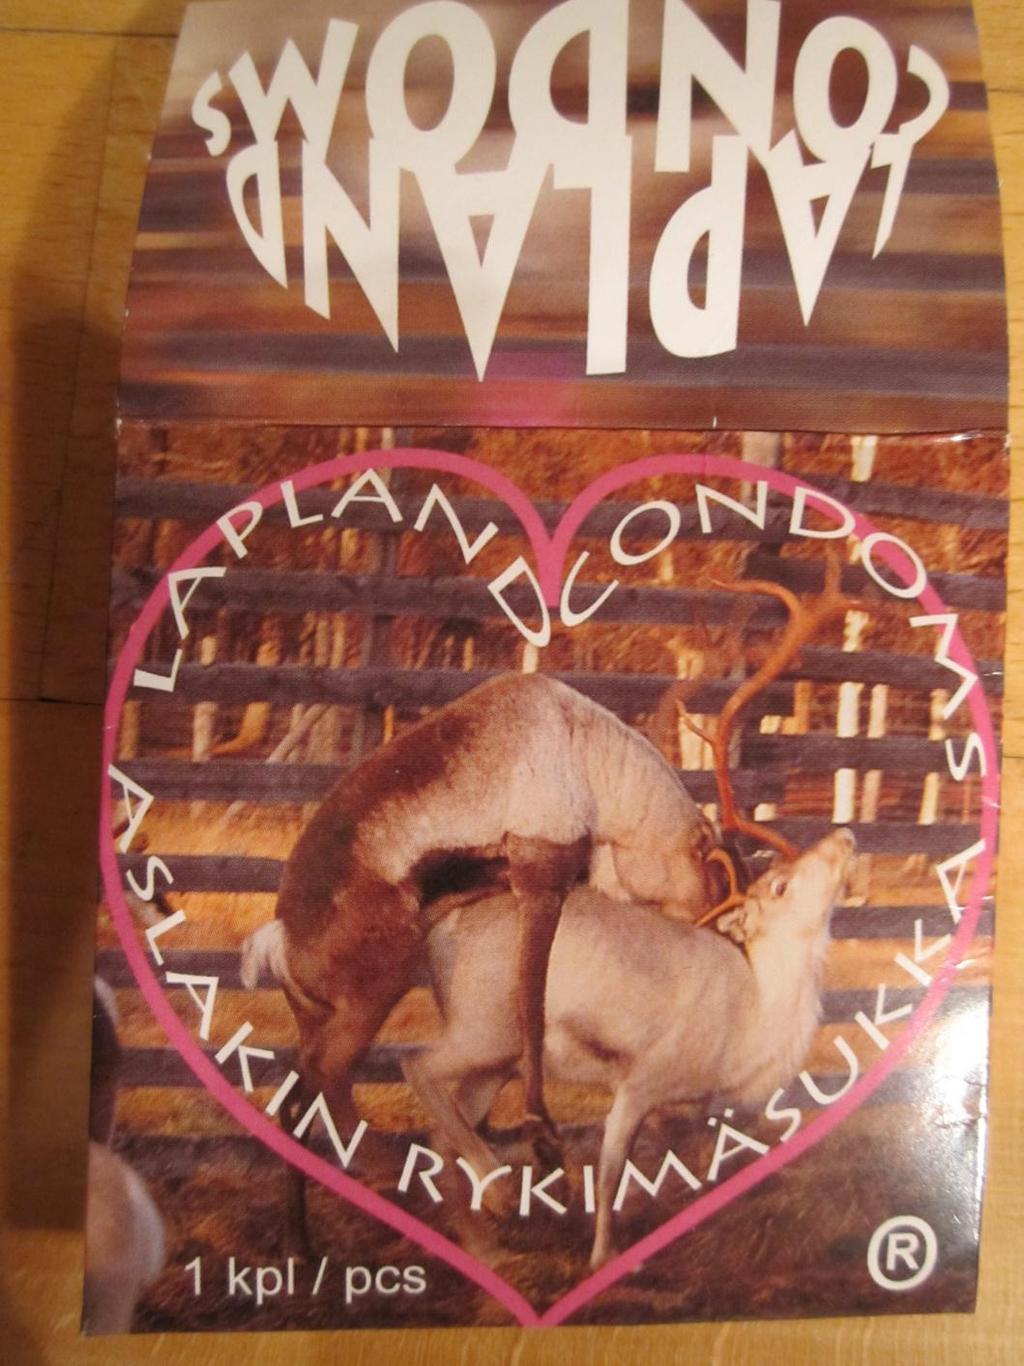 LAPLAND
CONDOMS
LAPLAND CONDOMS
ASLAKIN RYKIMÄSUKKA
1 kpl / pcs
®